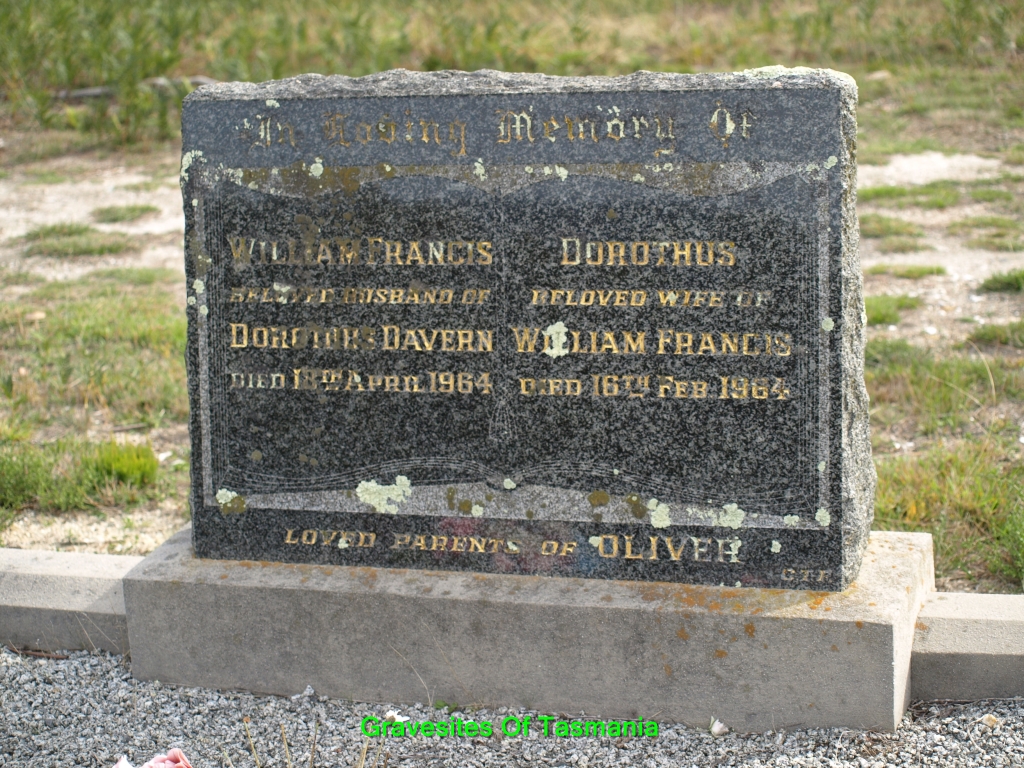 In Loving Memory Of
WILLIAM FRANCIS
BELOVED HUSBAND OF
DOROTHUS DAVERN
DIED 18TH APRIL 1964
DOROTHUS
BELOVED WIFE OF
WILLIAM FRANCIS
DIED 16TH FEB 1964
LOVED PARENTS OF OLIVER
Gravesites Of Tasmania